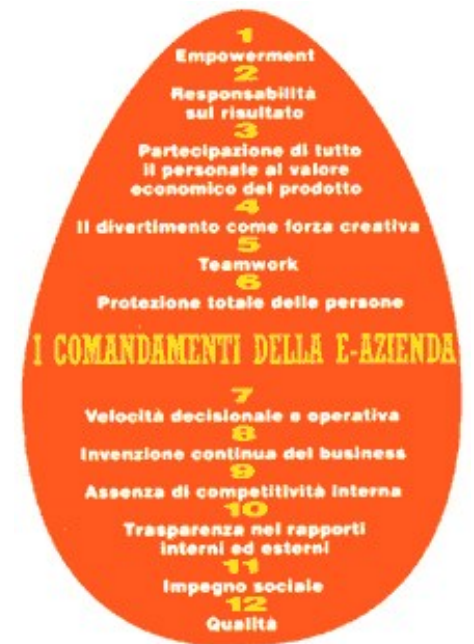 1
Empowerment
2
Responsabilità
sul risultato
3
Partecipazione di tutto
il personale al valore
economico del prodotto
4
Il divertimento come forza creativa
5
Teamwork
6
Protezione totale delle persone
I COMANDAMENTI DELLA E-AZIENDA
7
Velocità decisionale e operativa
8
Invenzione continua del business
9
Assenza di competitività interna
10
Trasparenza nei rapporti
interni ed esterni
11
Impegno sociale
12
Qualità